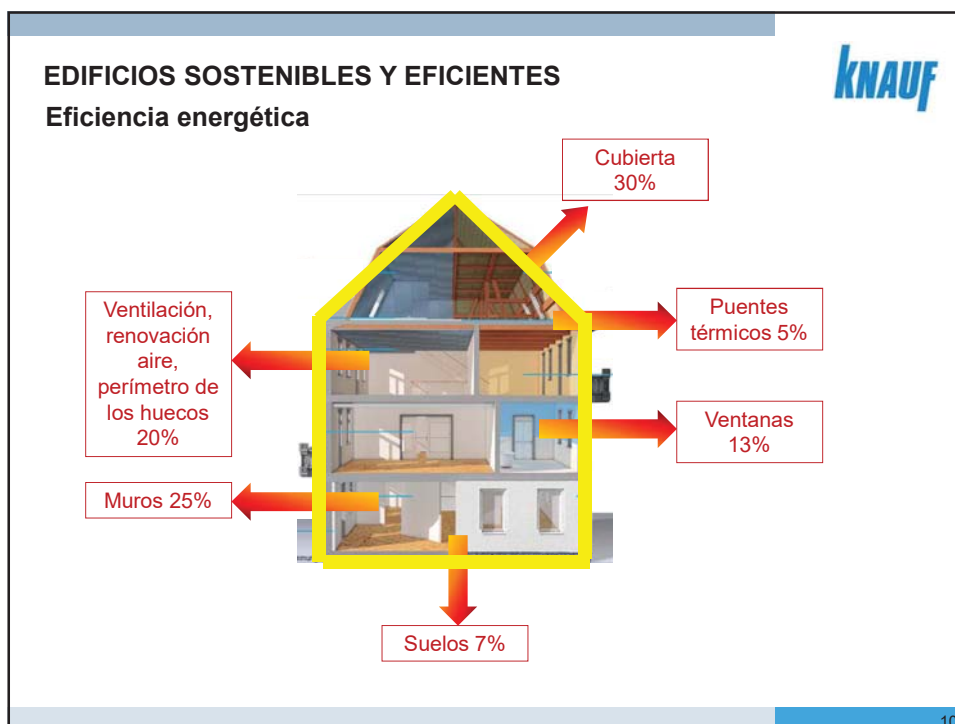 EDIFICIOS SOSTENIBLES Y EFICIENTES
KNAUF
Eficiencia energética
Cubierta
30%
Ventilación,
renovación
aire,
perímetro de
los huecos
20%
Puentes
térmicos 5%
Ventanas
13%
Muros 25%
Suelos 7%
10